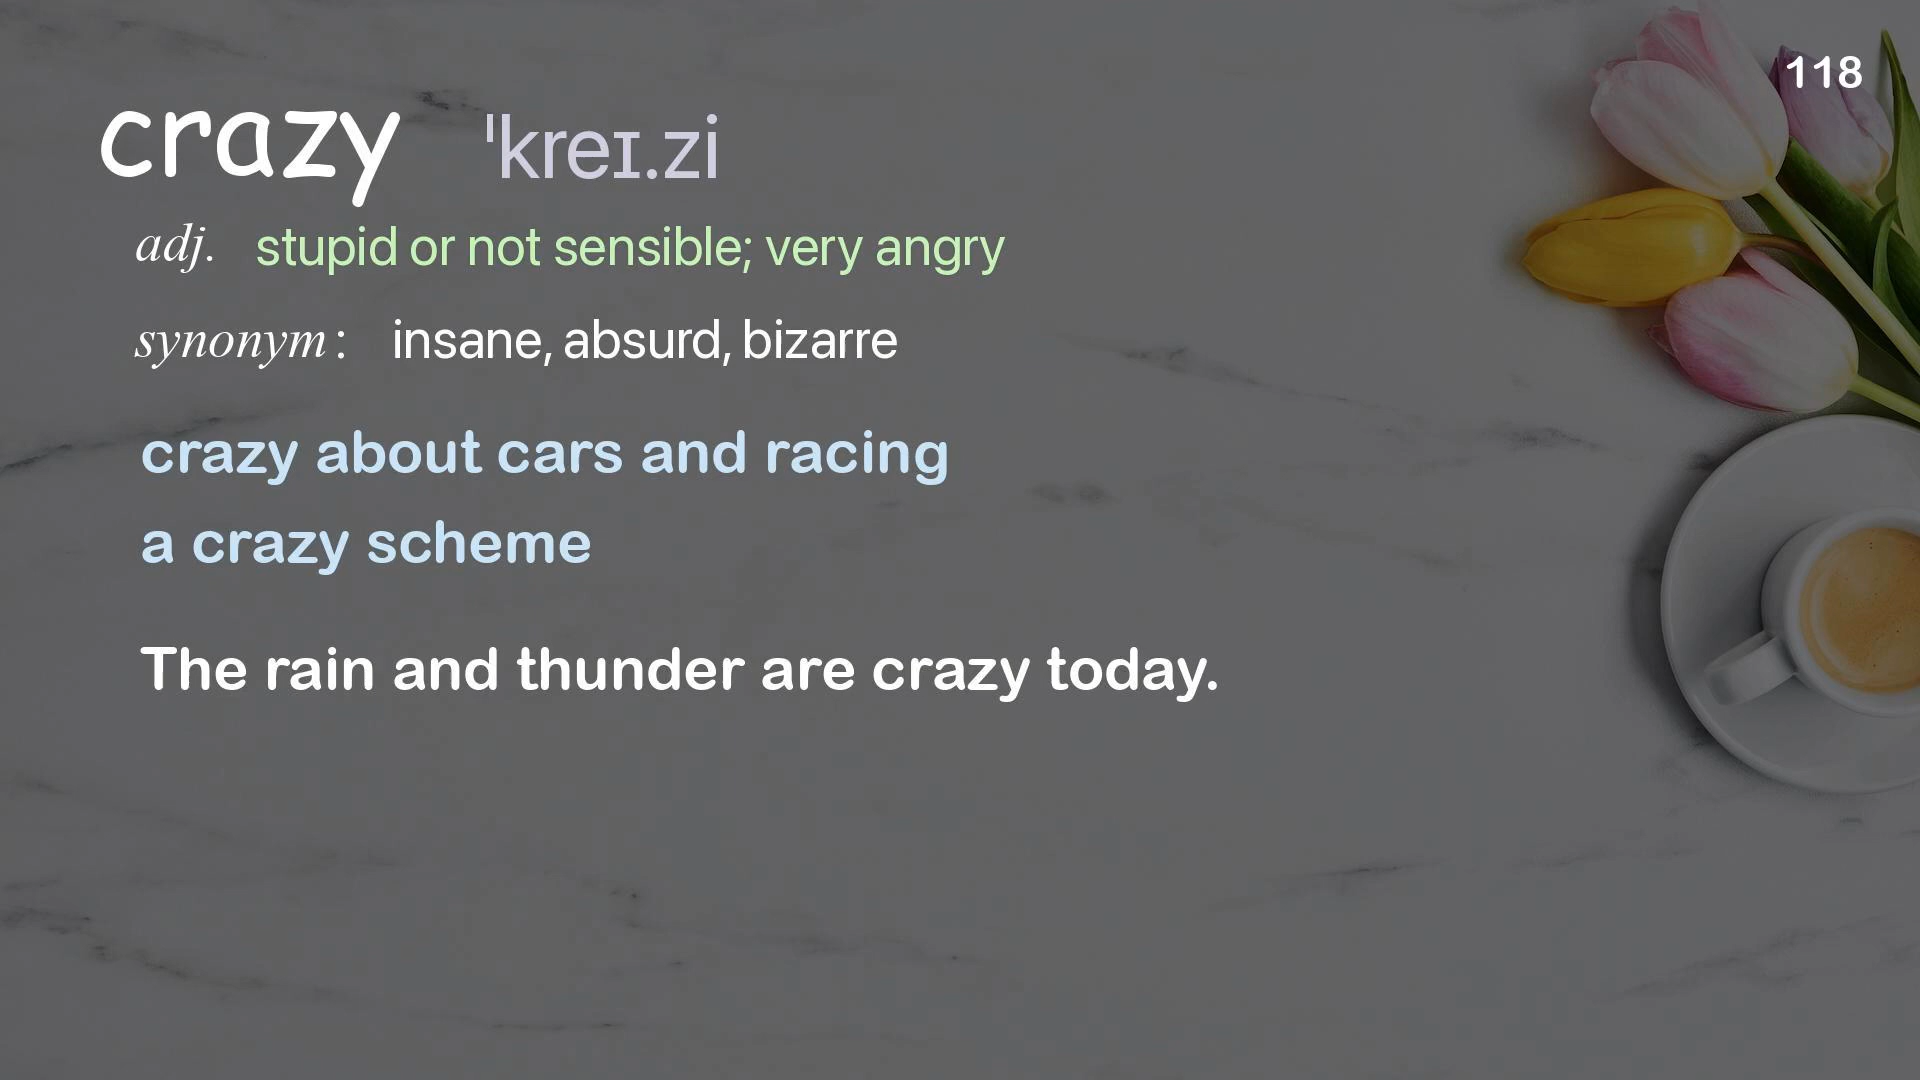 118
crazy ˈkreɪ.zi
adj. stupid or not sensible; very angry
synonym: insane, absurd, bizarre
crazy about cars and racing
a crazy scheme
The rain and thunder are crazy today.